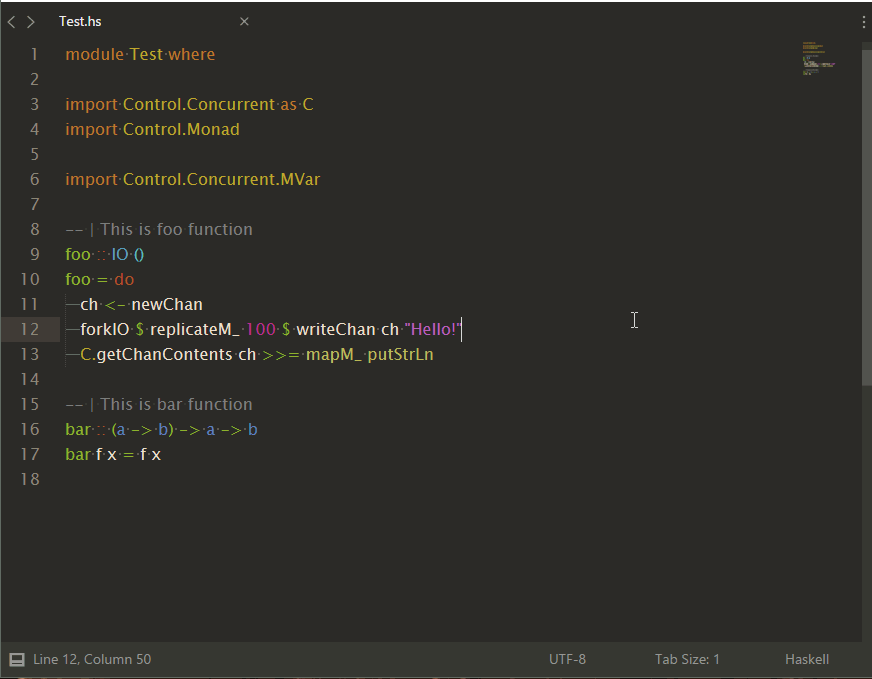 Test.hs
1 module Test where
2
3 import Control.Concurrent as C
4 import Control.Monad
5
6 import Control.Concurrent.MVar
7
8 -- | This is foo function
9 foo :: IO ()
10 foo = do
11 ch <- newChan
12 forkIO $ replicateM_ 100 $ writeChan ch "Hello!"
13 C.getChanContents ch >>= mapM_ putStrLn
14
15 -- | This is bar function
16 bar :: (a -> b) -> a -> b
17 bar f x = f x
18
Line 12, Column 50 UTF-8 Tab Size: 1 Haskell